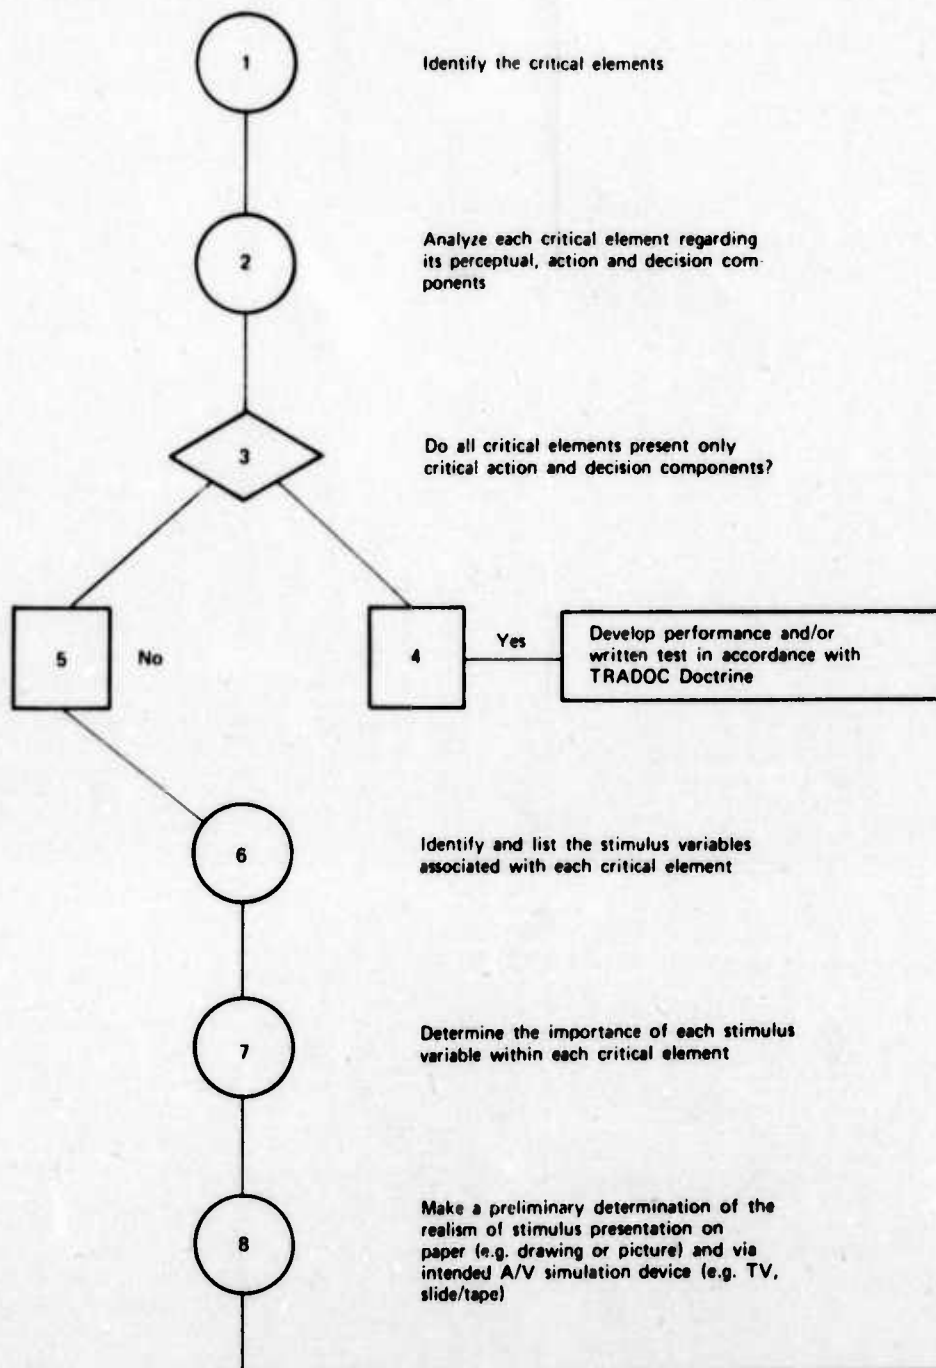 1
Identify the critical elements
2
Analyze each critical element regarding
its perceptual, action and decision com-
ponents
3
Do all critical elements present only
critical action and decision components?
5
No
4
Yes
Develop performance and/or
written test in accordance with
TRADOC Doctrine
6
Identify and list the stimulus variables
associated with each critical element
7
Determine the importance of each stimulus
variable within each critical element
8
Make a preliminary determination of the
realism of stimulus presentation on
paper (e.g. drawing or picture) and via
intended A/V simulation device (e.g. TV,
slide/tape)